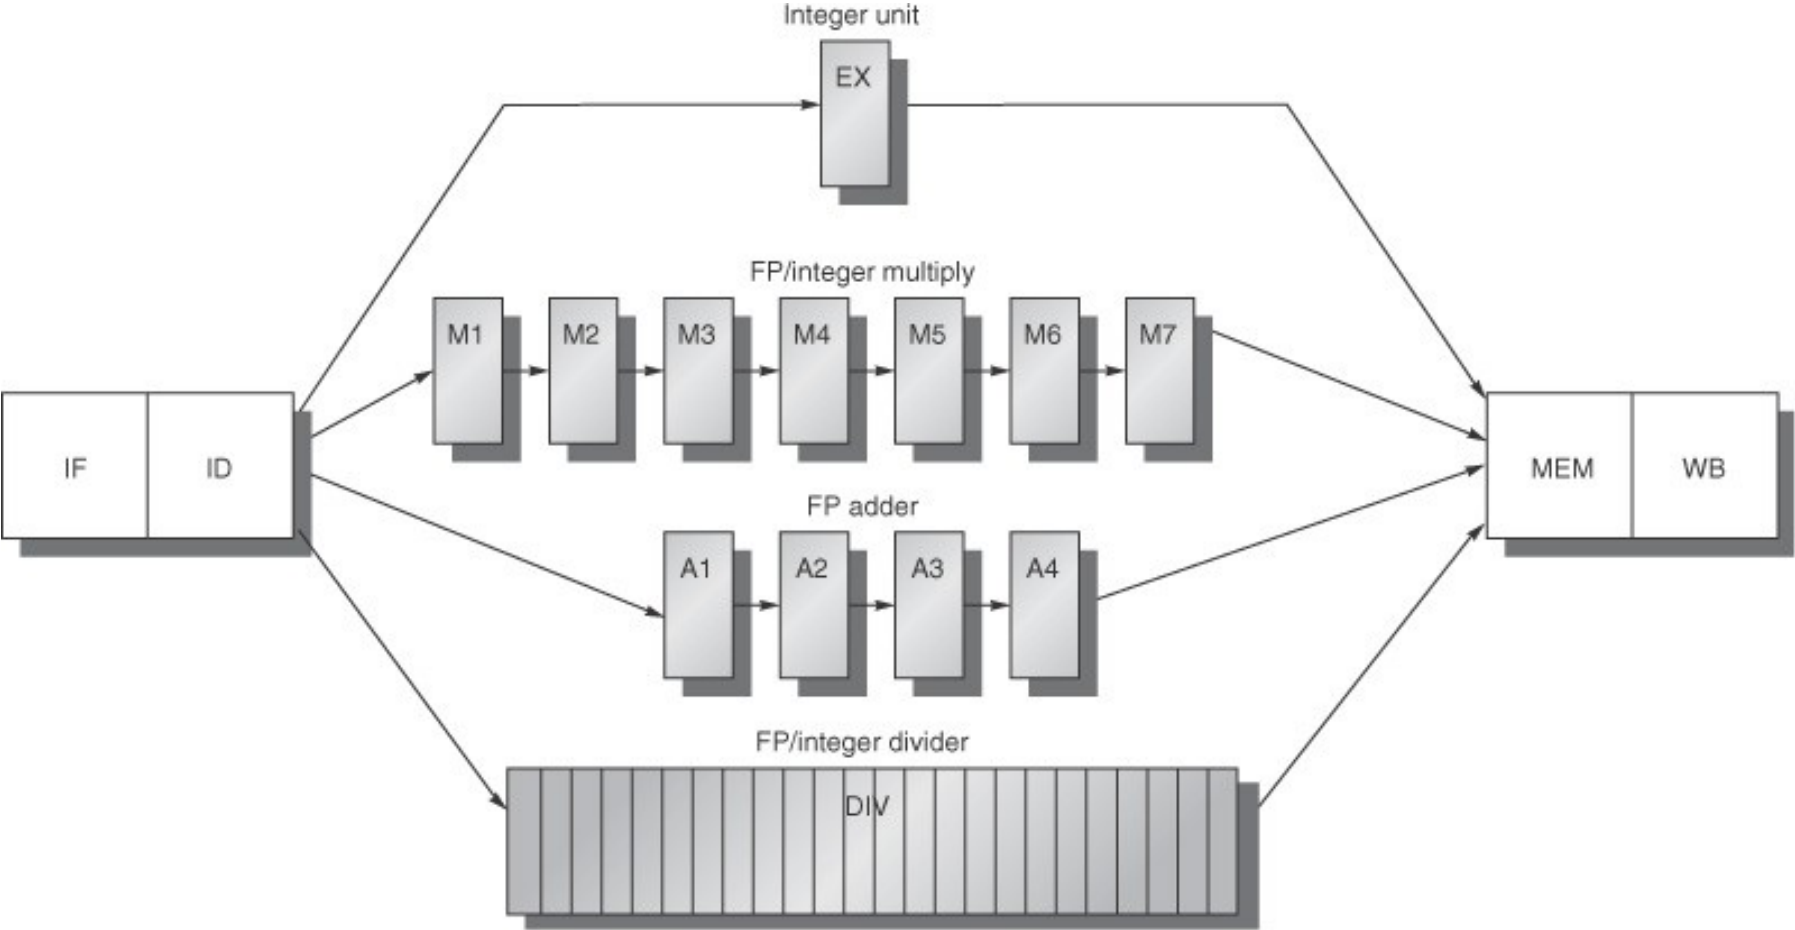 Integer unit
EX
FP/integer multiply
M1 M2 M3 M4 M5 M6 M7
IF ID MEM WB
FP adder
A1 A2 A3 A4
FP/integer divider
DIV